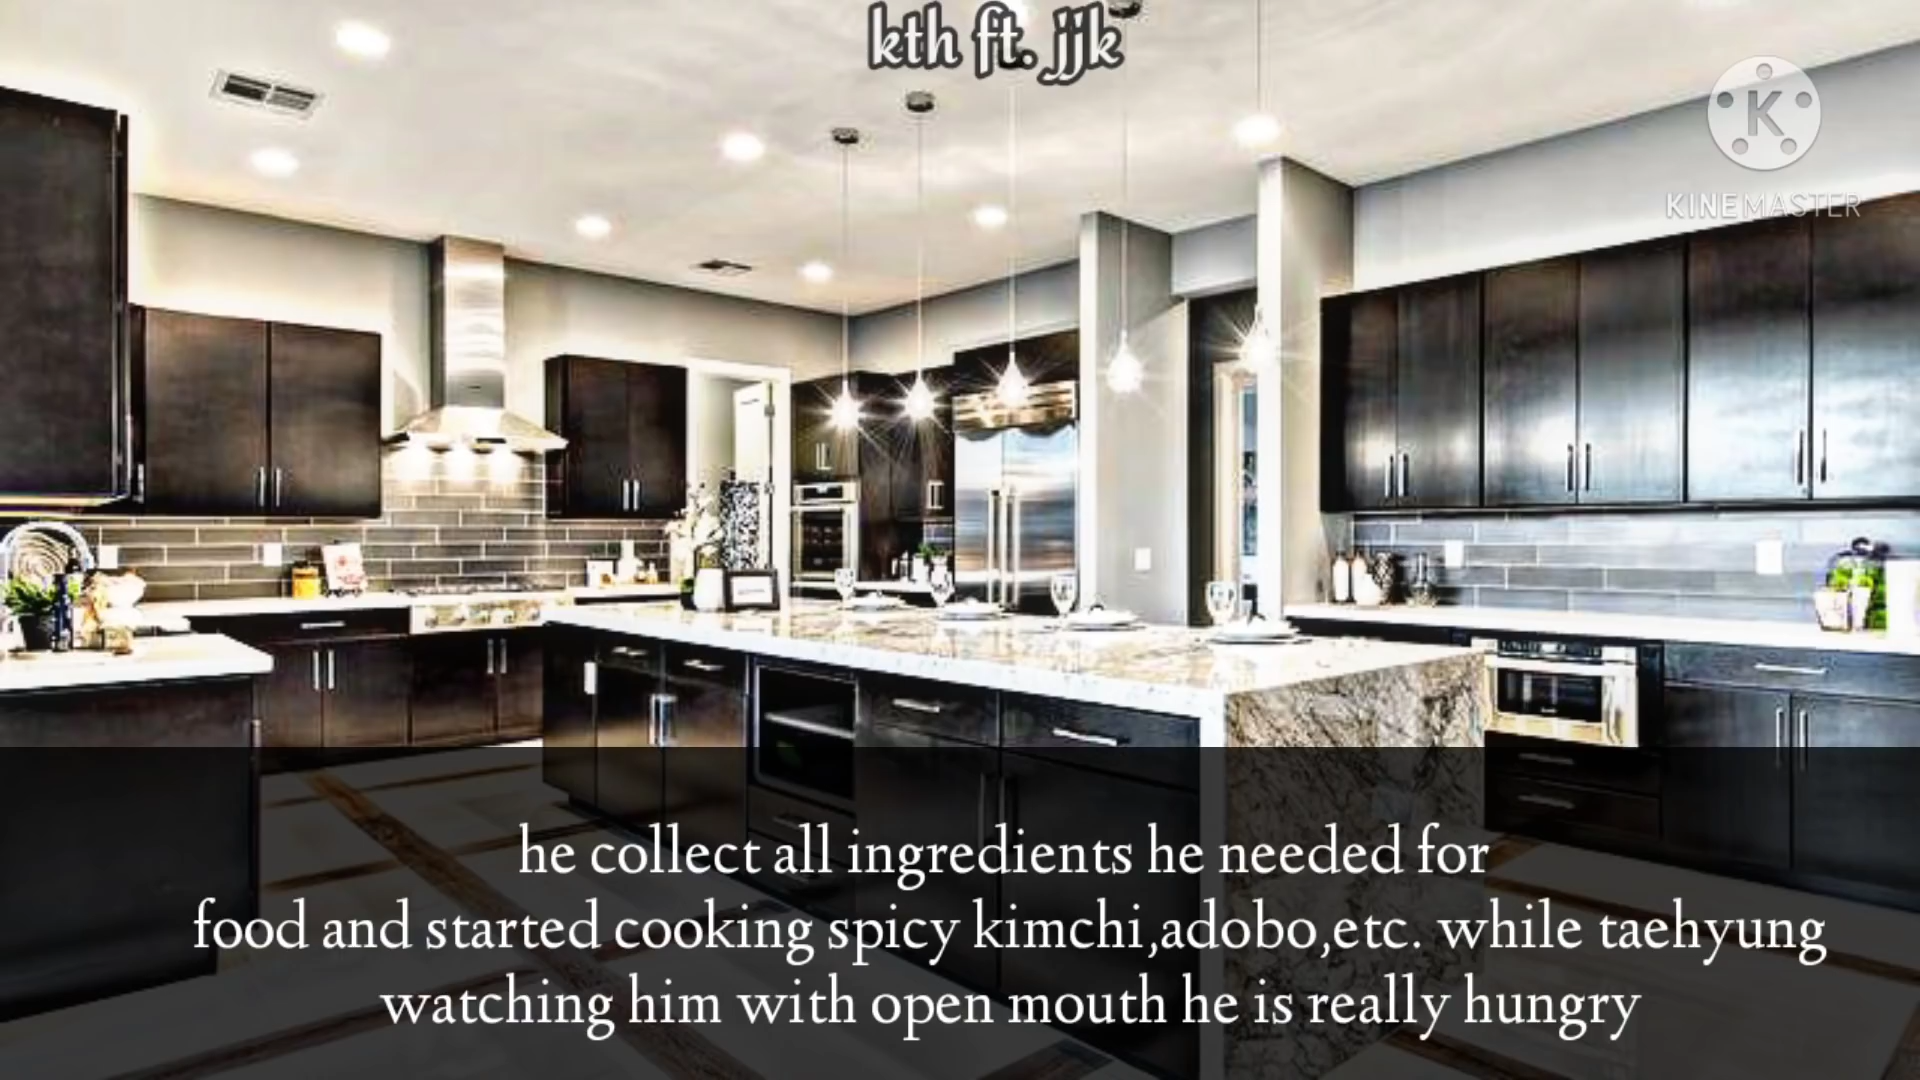 kth ft. jjk
K
KINEMASTER
he collect all ingredients he needed for
food and started cooking spicy kimchi,adobo,etc. while taehyung
watching him with open mouth he is really hungry